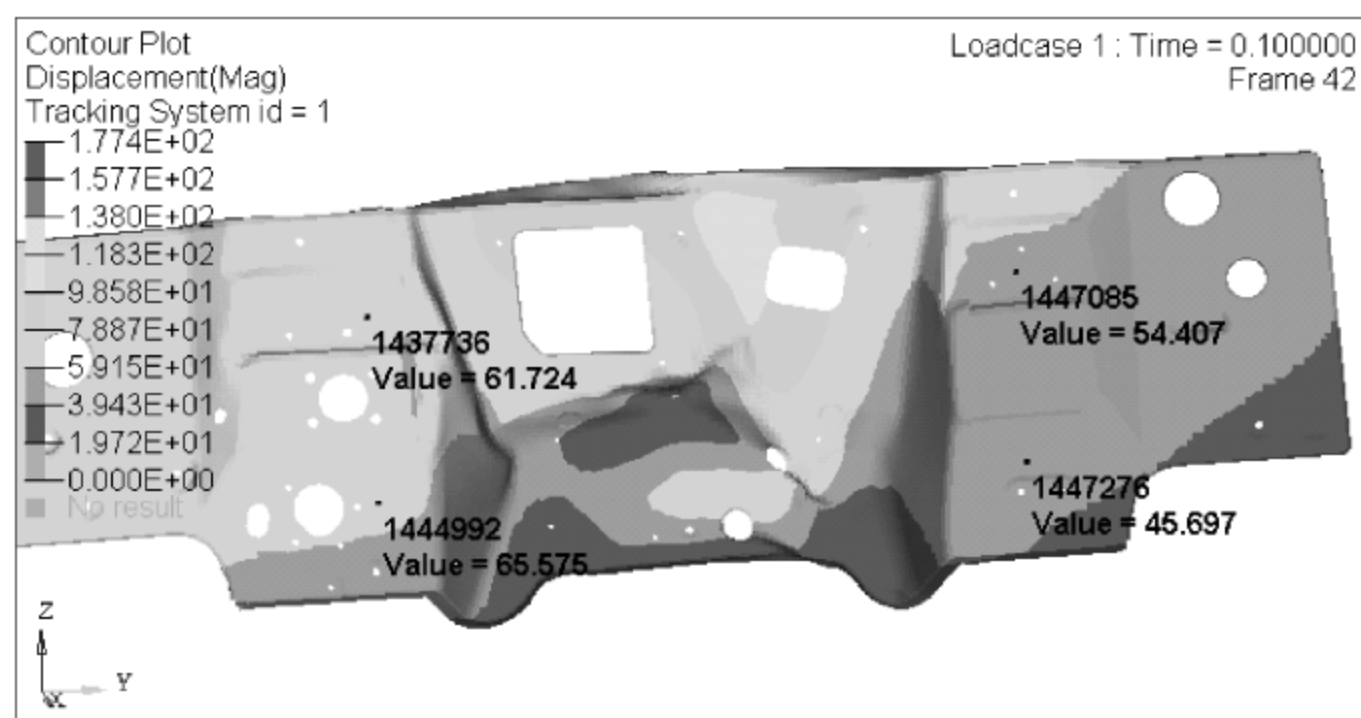 Contour Plot
Displacement(Mag)
Tracking System id = 1
Loadcase 1 : Time = 0.100000
Frame 42
1.774E+02
1.577E+02
1.380E+02
1.183E+02
9.858E+01
7.887E+01
5.915E+01
3.943E+01
1.972E+01
0.000E+00
No result
1437736
Value = 61.724
1447085
Value = 54.407
1444992
Value = 65.575
1447276
Value = 45.697
Z
Y
X